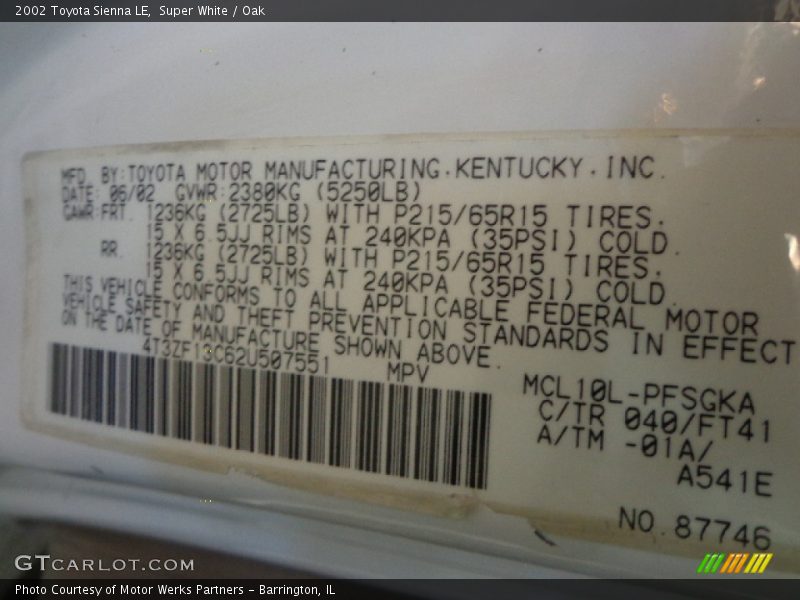 2002 Toyota Sienna LE,  Super White / Oak
MFD. BY:TOYOTA MOTOR MANUFACTURING.KENTUCKY.INC.
DATE: 06/02  GVWR:2380KG (5250LB)
GAWR:FRT. 1236KG (2725LB) WITH P215/65R15 TIRES.
15 X 6.5JJ RIMS AT 240KPA (35PSI) COLD.
RR. 1236KG (2725LB) WITH P215/65R15 TIRES.
15 X 6.5JJ RIMS AT 240KPA (35PSI) COLD.
THIS VEHICLE CONFORMS TO ALL APPLICABLE FEDERAL MOTOR
VEHICLE SAFETY AND THEFT PREVENTION STANDARDS IN EFFECT
ON THE DATE OF MANUFACTURE SHOWN ABOVE.
4T3ZF13C62U507551   MPV
MCL10L-PFSGKA
C/TR 040/FT41
A/TM -01A/
A541E
NO.87746
GTCARLOT.COM
Photo Courtesy of Motor Werks Partners - Barrington, IL